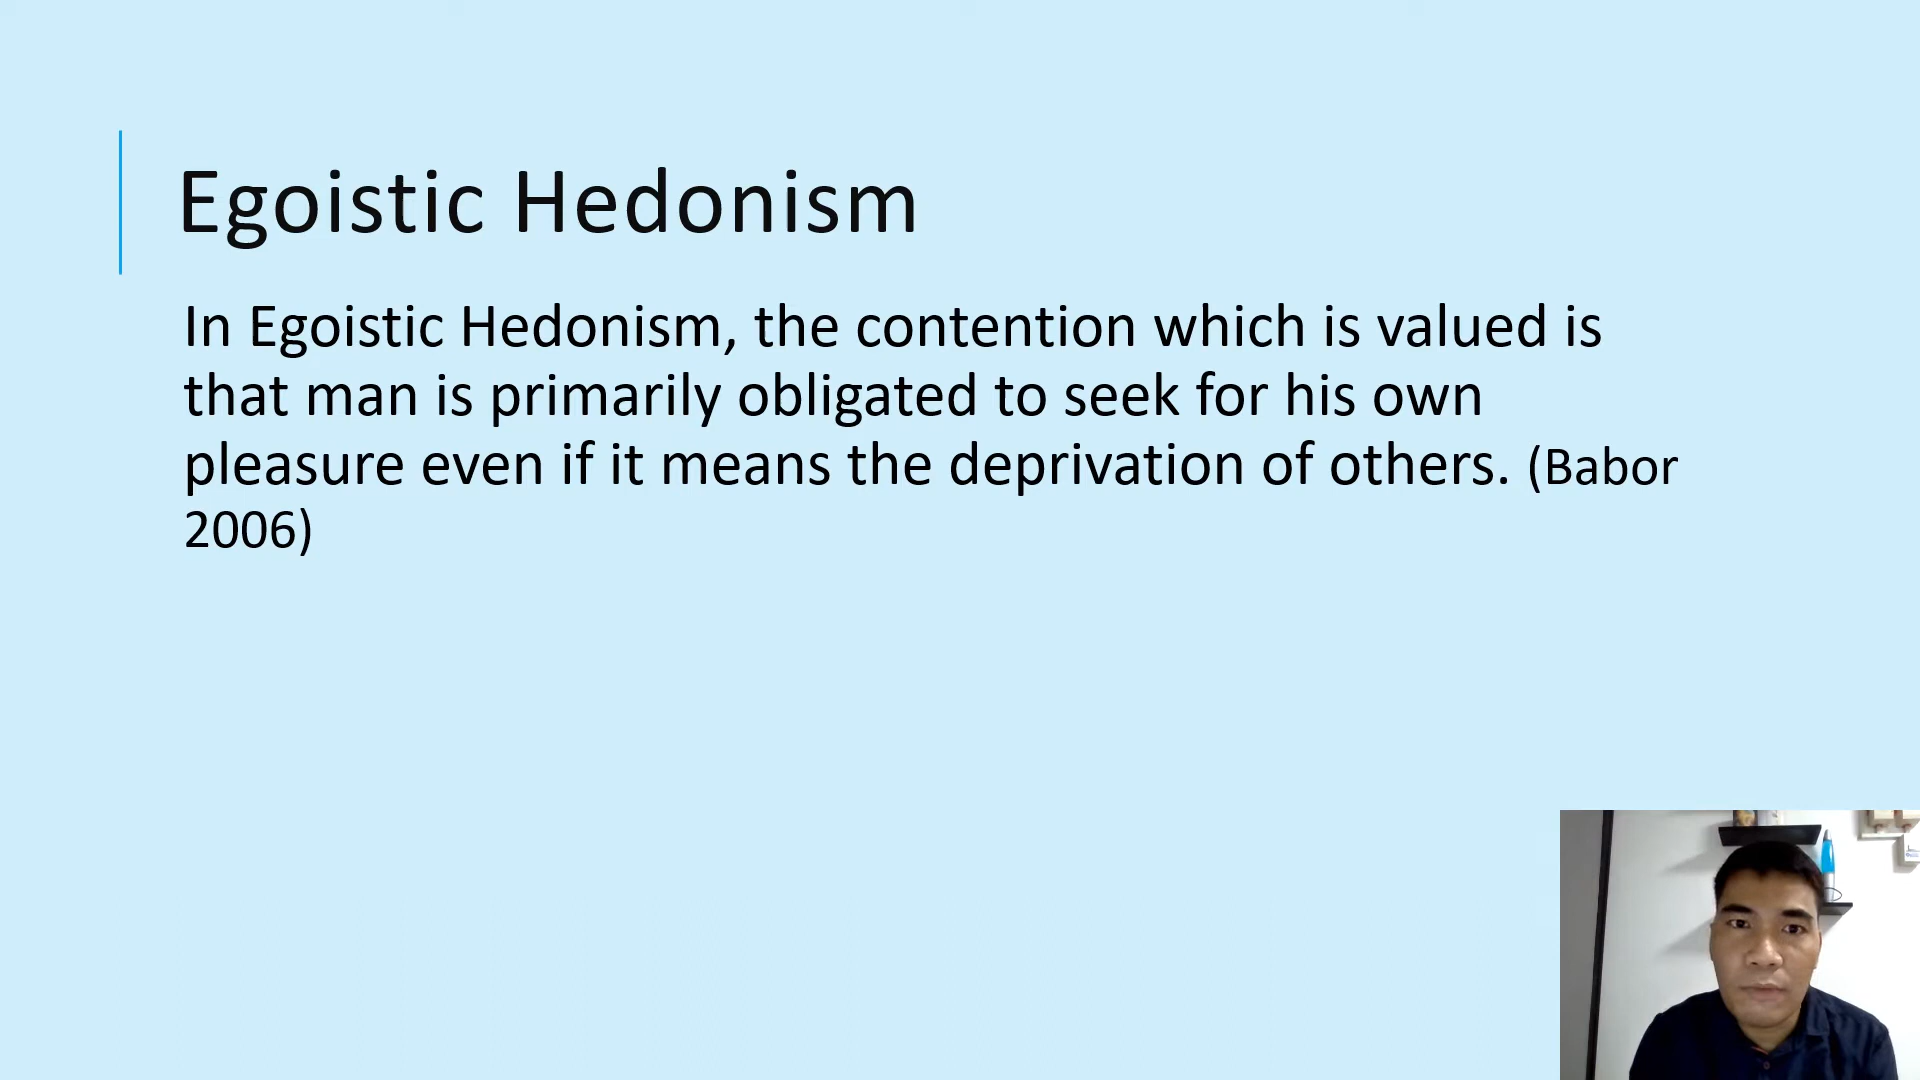 Egoistic Hedonism
In Egoistic Hedonism, the contention which is valued is
that man is primarily obligated to seek for his own
pleasure even if it means the deprivation of others. (Babor
2006)